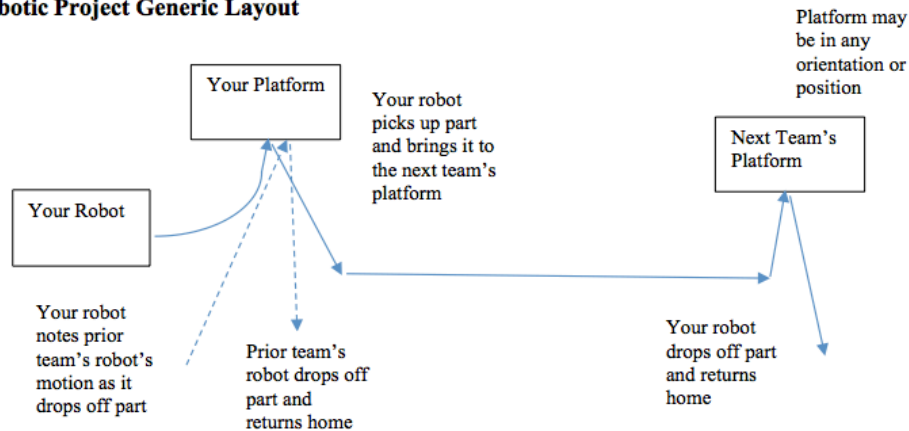 botic Project Generic Layout
Platform may
be in any
orientation or
position
Your Platform
Your robot
picks up part
and brings it to
the next team’s
platform
Next Team’s
Platform
Your Robot
Your robot
notes prior
team’s robot’s
motion as it
drops off part
Prior team’s
robot drops off
part and
returns home
Your robot
drops off part
and returns
home